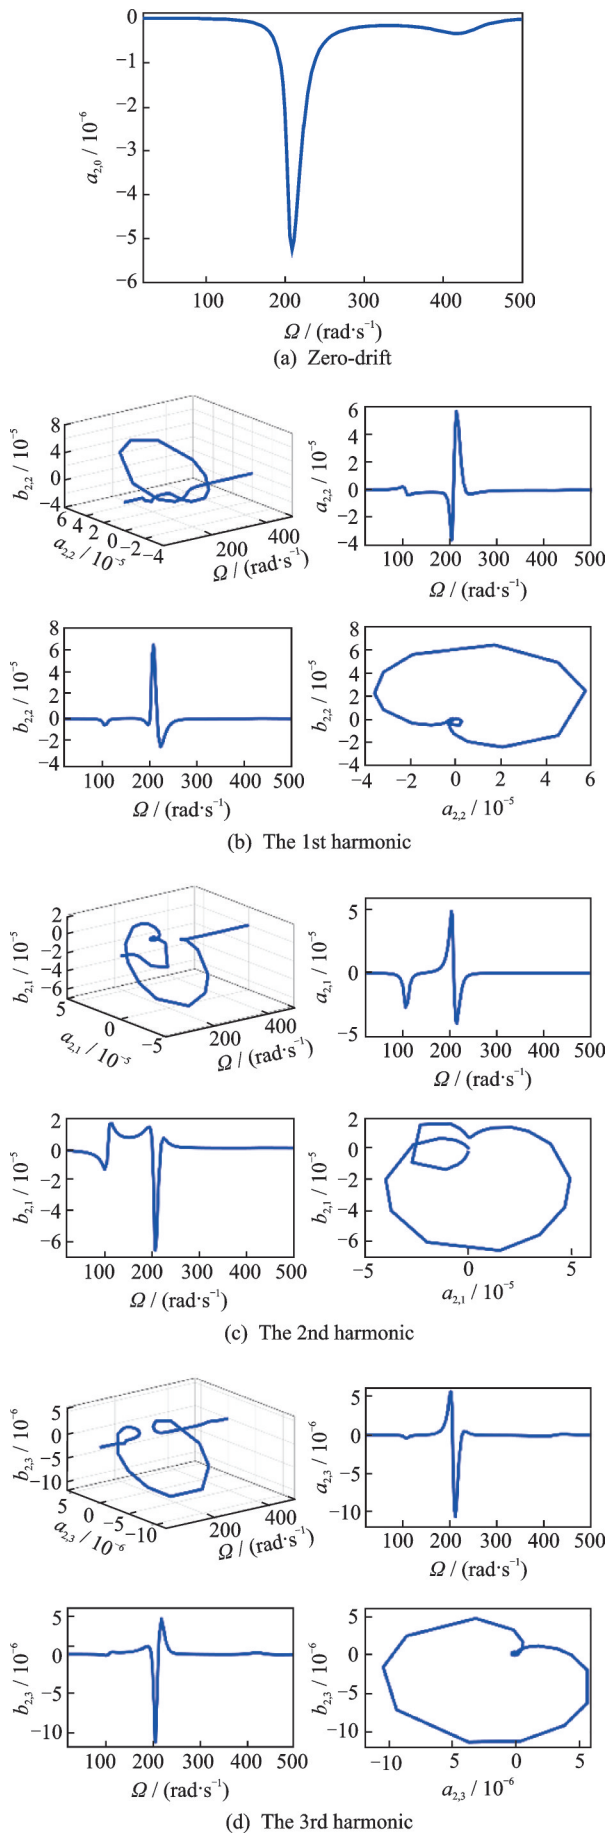 0
−1
−2
−3
−4
−5
−6
a2,0 / 10⁻⁶
100 200 300 400 500
Ω / (rad·s⁻¹)
(a) Zero-drift
8
4
0
−4
b2,2 / 10⁻⁵
6 4 2 0 −2 −4
a2,2 / 10⁻⁵
200 400
Ω / (rad·s⁻¹)
6
4
2
0
−2
−4
a2,2 / 10⁻⁵
100 200 300 400 500
Ω / (rad·s⁻¹)
8
6
4
2
0
−2
−4
b2,2 / 10⁻⁵
100 200 300 400 500
Ω / (rad·s⁻¹)
8
6
4
2
0
−2
−4
b2,2 / 10⁻⁵
−4 −2 0 2 4 6
a2,2 / 10⁻⁵
(b) The 1st harmonic
2
0
−2
−4
−6
b2,1 / 10⁻⁵
5 0 −5
a2,1 / 10⁻⁵
200 400
Ω / (rad·s⁻¹)
5
0
−5
a2,1 / 10⁻⁵
100 200 300 400 500
Ω / (rad·s⁻¹)
2
0
−2
−4
−6
b2,1 / 10⁻⁵
100 200 300 400 500
Ω / (rad·s⁻¹)
2
0
−2
−4
−6
b2,1 / 10⁻⁵
−5 0 5
a2,1 / 10⁻⁵
(c) The 2nd harmonic
5
0
−5
−10
b2,3 / 10⁻⁶
5 0 −5 −10
a2,3 / 10⁻⁶
200 400
Ω / (rad·s⁻¹)
5
0
−5
−10
a2,3 / 10⁻⁶
100 200 300 400 500
Ω / (rad·s⁻¹)
5
0
−5
−10
b2,3 / 10⁻⁶
100 200 300 400 500
Ω / (rad·s⁻¹)
5
0
−5
−10
b2,3 / 10⁻⁶
−10 5 0 5
a2,3 / 10⁻⁶
(d) The 3rd harmonic